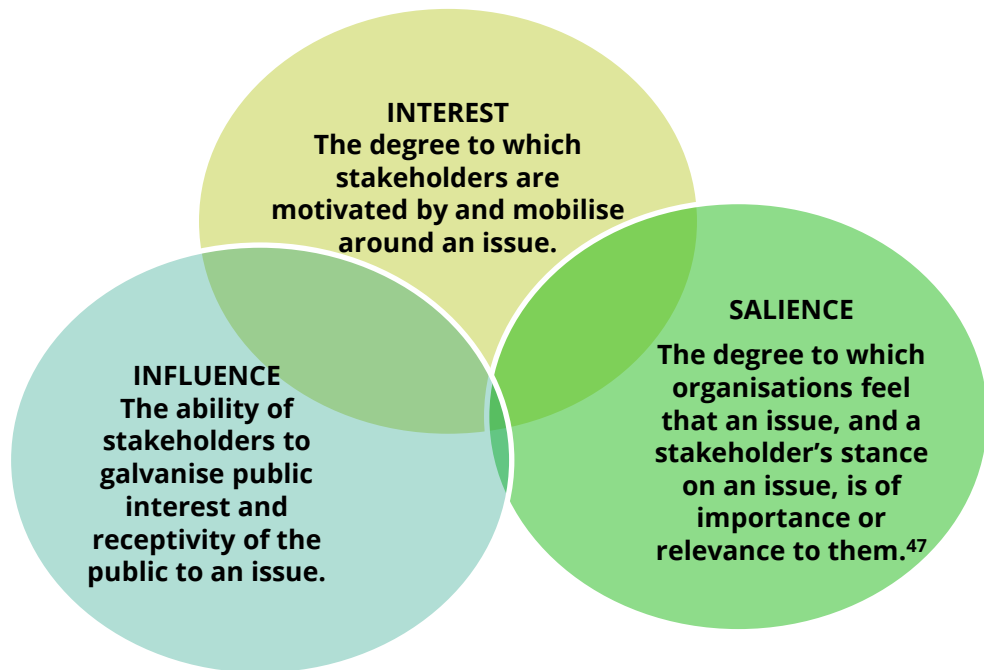 INTEREST
The degree to which
stakeholders are
motivated by and mobilise
around an issue.
SALIENCE
The degree to which
organisations feel
that an issue, and a
stakeholder’s stance
on an issue, is of
importance or
relevance to them.⁴⁷
INFLUENCE
The ability of
stakeholders to
galvanise public
interest and
receptivity of the
public to an issue.